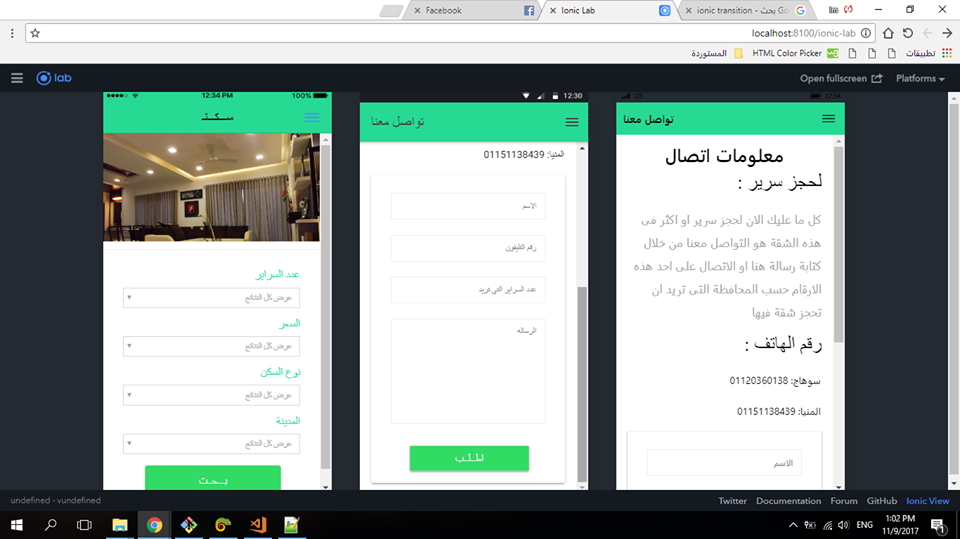 Facebook
Ionic Lab
ionic transition - بحث Go
localhost:8100/ionic-lab
تطبيقات
HTML Color Picker
المستوردة
lab
Open fullscreen
Platforms
12:34 PM
100%
سـكـنـ
عدد السراير
عرض كل النتائج
السعر
عرض كل النتائج
نوع السكن
عرض كل النتائج
المدينة
عرض كل النتائج
بـحـث
12:30
تواصل معنا
المنيا: 01151138439
الاسم
رقم التليفون
عدد السراير التى تريد
الرساله
اطلب
تواصل معنا
معلومات اتصال
لحجز سرير :
كل ما عليك الان لحجز سرير او اكثر فى
هذه الشقة هو التواصل معنا من خلال
كتابة رسالة هنا او الاتصال على احد هذه
الارقام حسب المحافظة التى تريد ان
تحجز شقة فيها
رقم الهاتف :
سوهاج: 01120360138
المنيا: 01151138439
الاسم
undefined - vundefined
Twitter
Documentation
Forum
GitHub
Ionic View
ENG
1:02 PM
11/9/2017